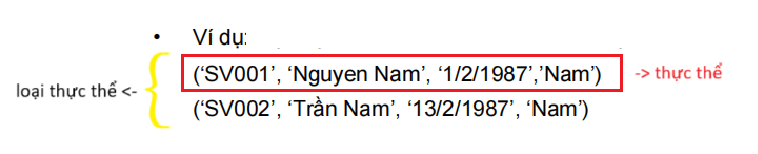 • Ví dụ:
('SV001', 'Nguyen Nam', '1/2/1987','Nam') -> thực thể
loại thực thể <-
('SV002', 'Trần Nam', '13/2/1987', 'Nam')